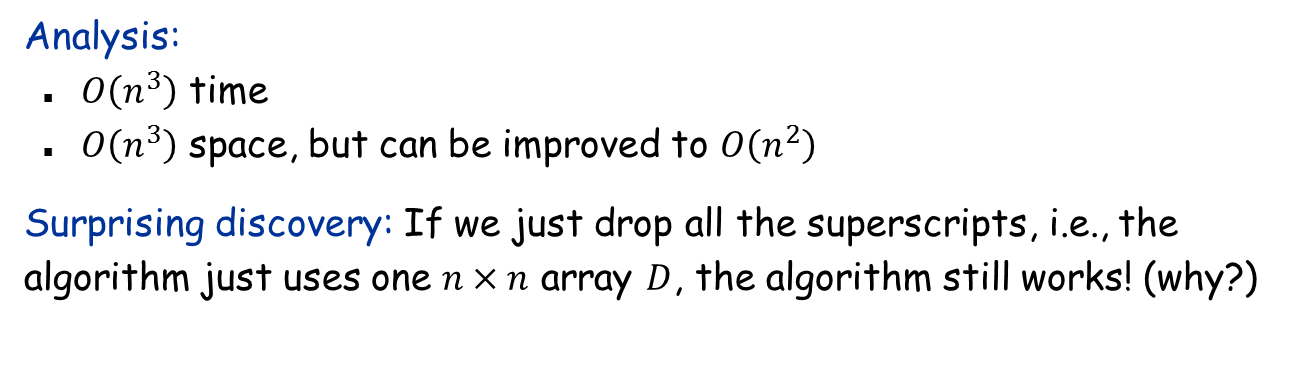 Analysis:
▪ O(n³) time
▪ O(n³) space, but can be improved to O(n²)
Surprising discovery: If we just drop all the superscripts, i.e., the
algorithm just uses one n × n array D, the algorithm still works! (why?)